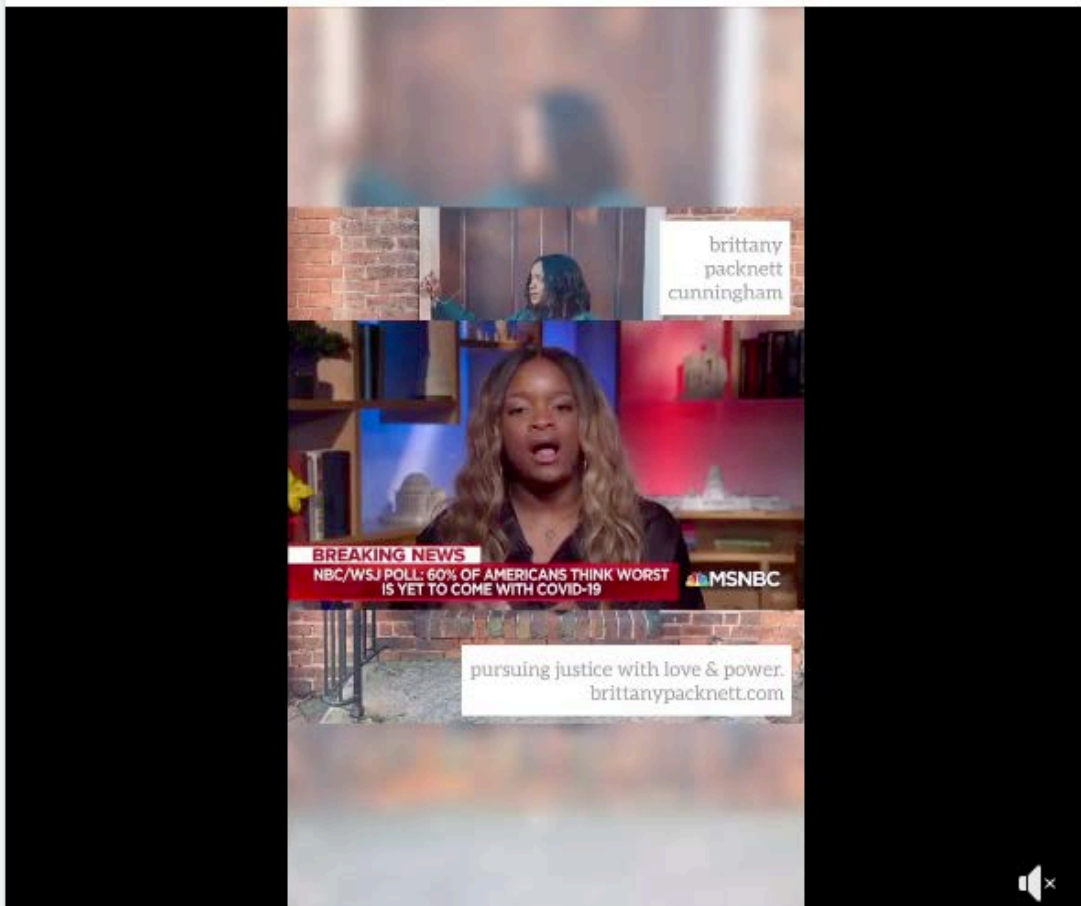 brittany
packnett
cunningham
BREAKING NEWS
NBC/WSJ POLL: 60% OF AMERICANS THINK WORST
IS YET TO COME WITH COVID-19
MSNBC
pursuing justice with love & power.
brittanypacknett.com